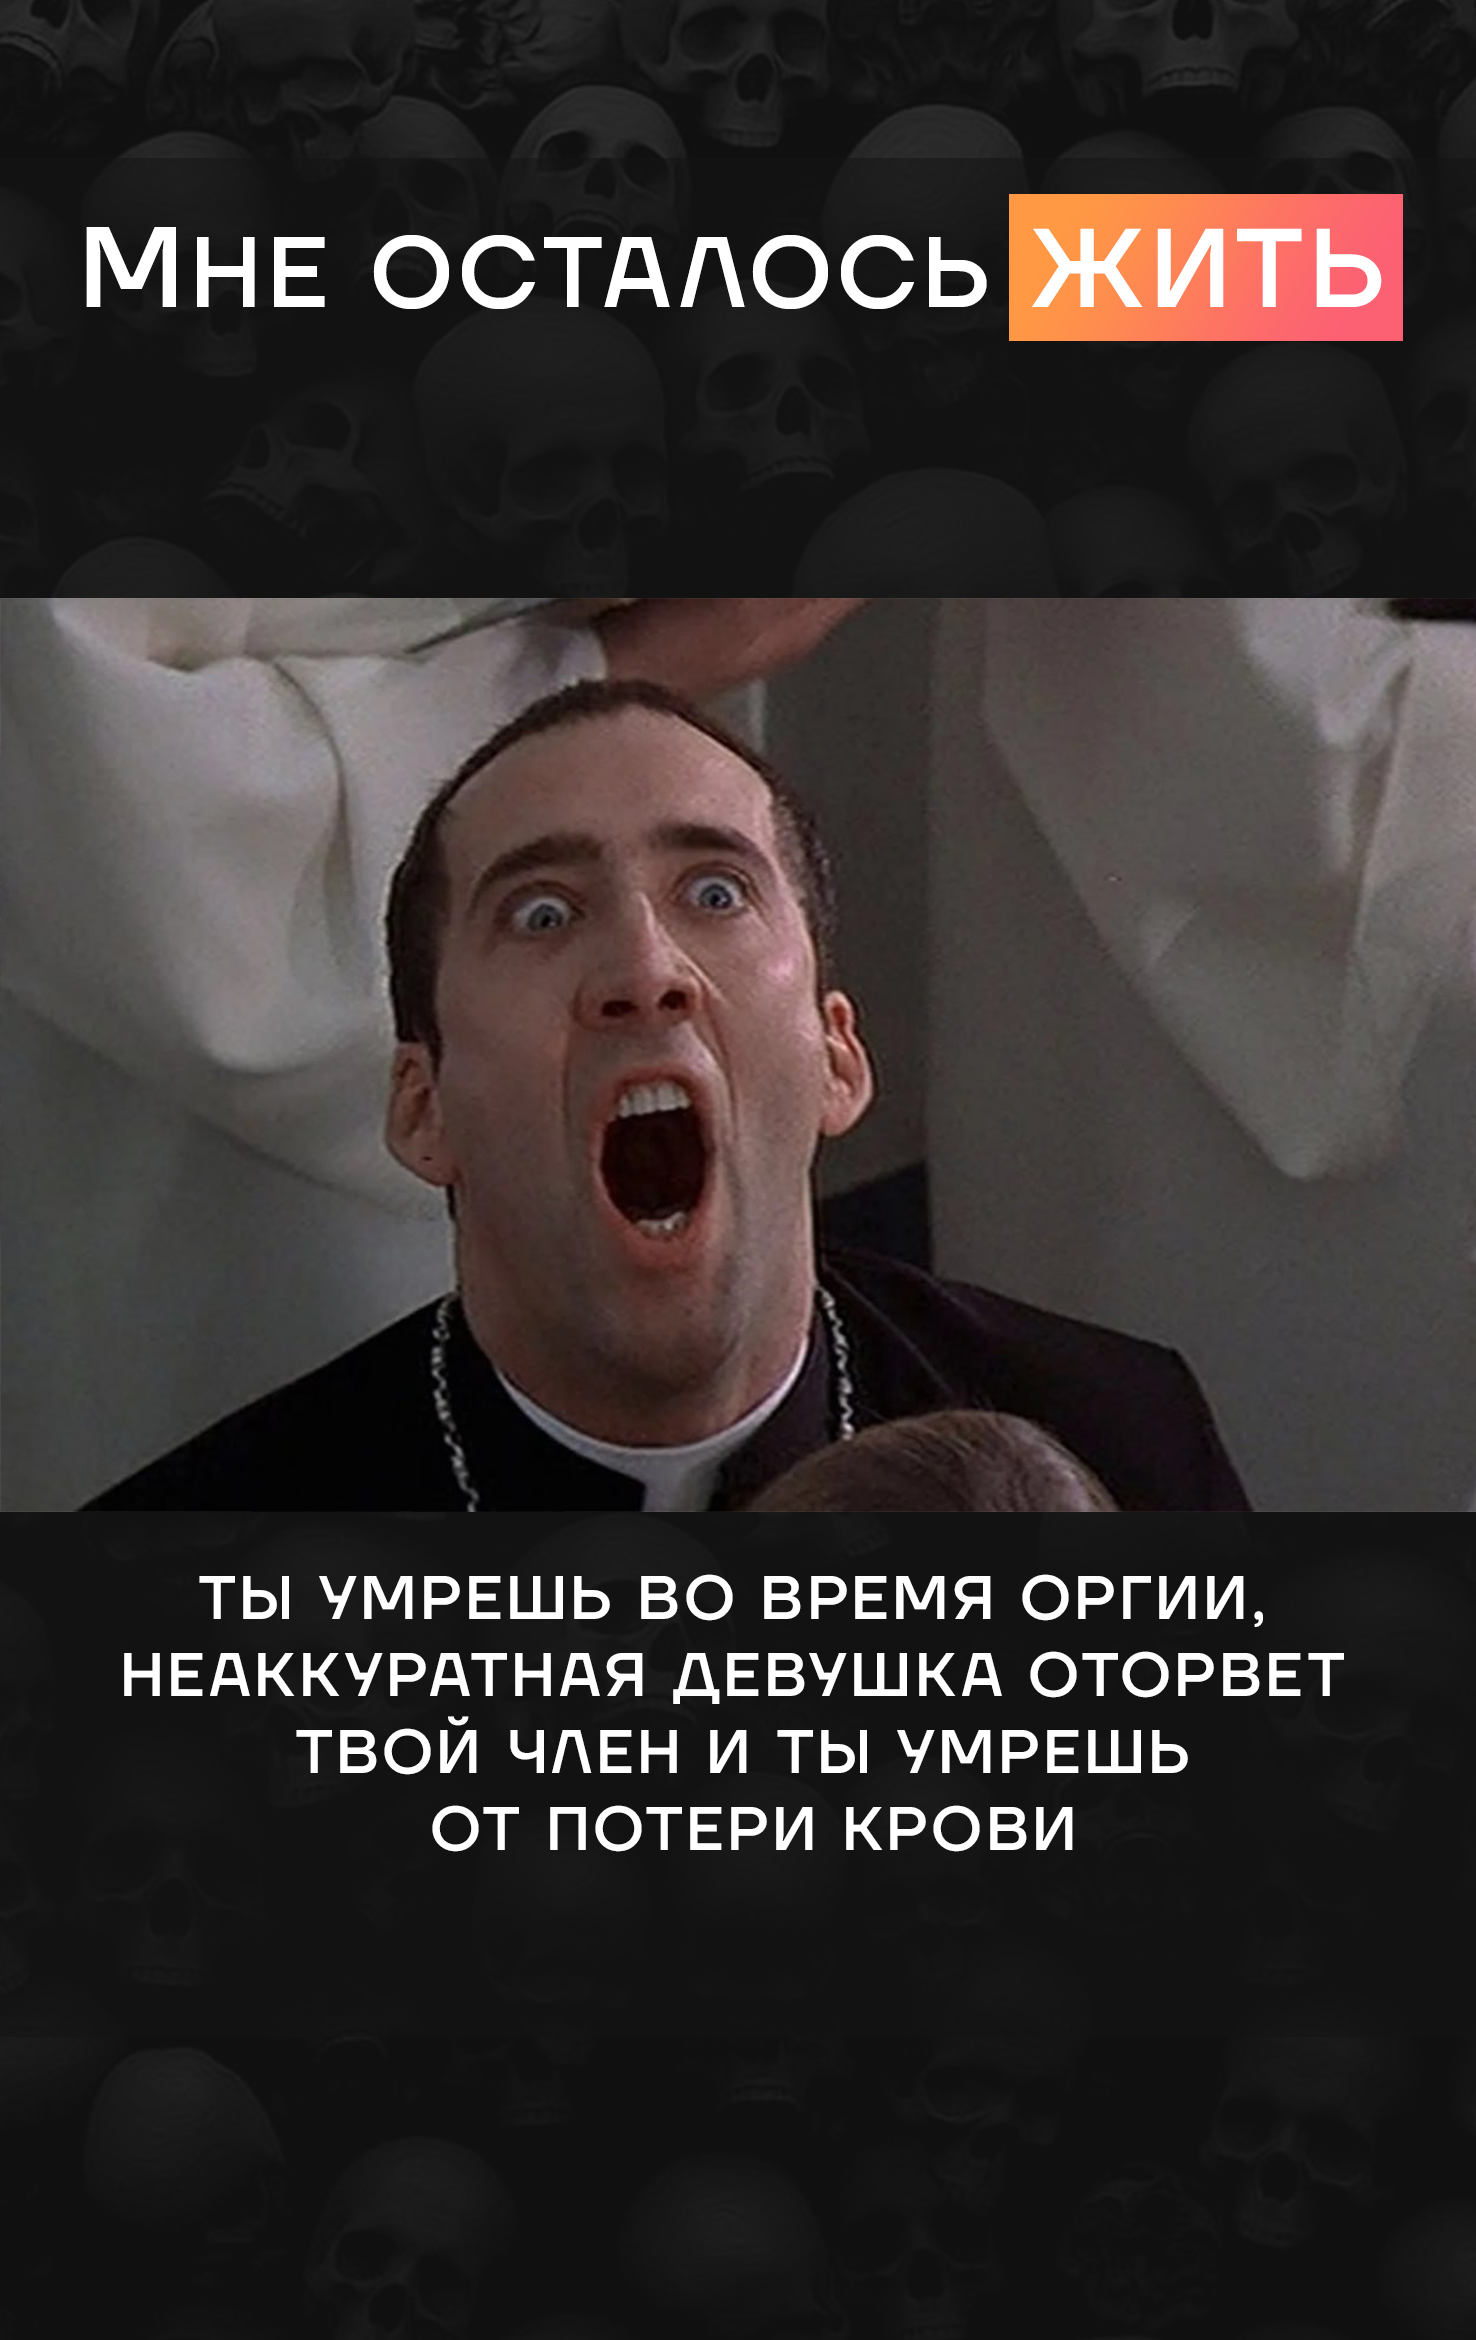 Мне осталось жить
ты умрешь во время оргии,
неаккуратная девушка оторвет
твой член и ты умрешь
от потери крови